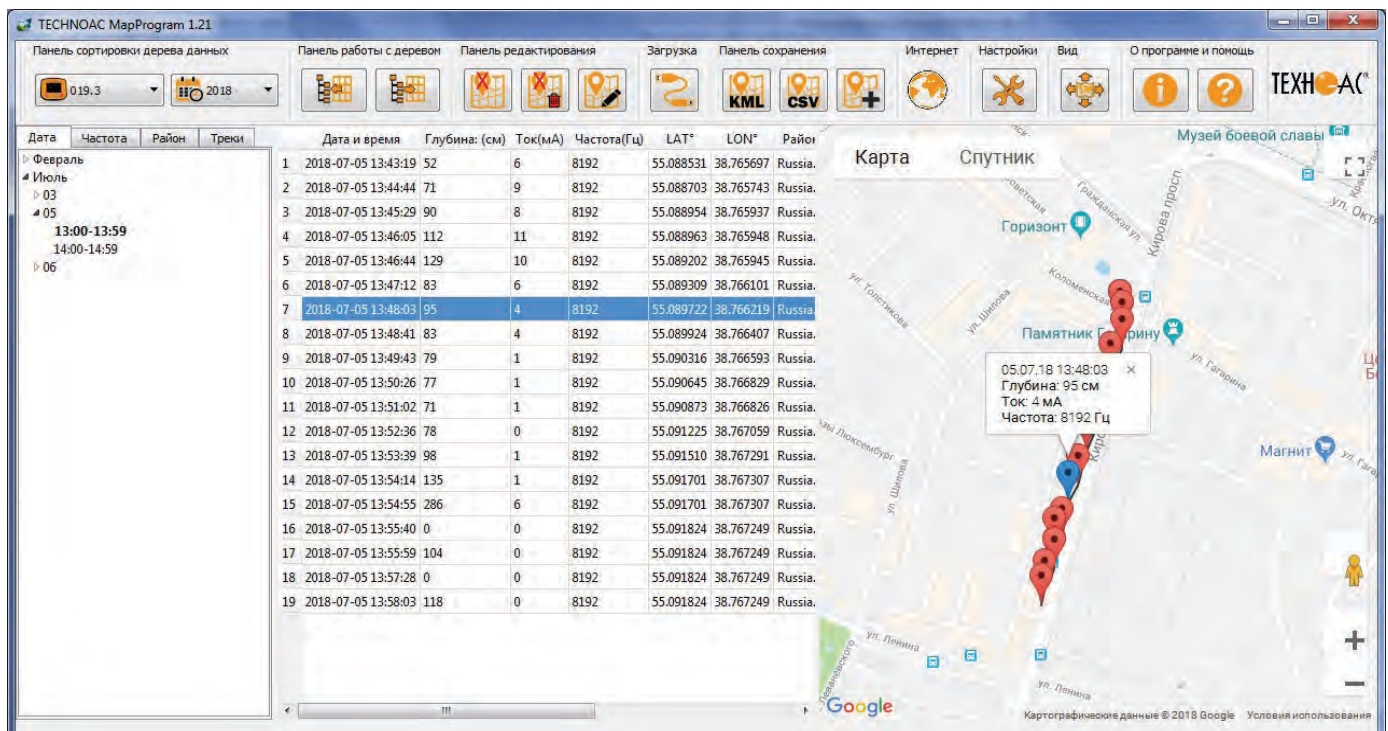 TECHNOAC MapProgram 1.21
Панель сортировки дерева данных
Панель работы с деревом
Панель редактирования
Загрузка
Панель сохранения
Интернет
Настройки
Вид
О программе и помощь
019.3
2018
KML
CSV
ТЕХНО-АС®
Дата Частота Район Треки
Февраль
Июль
03
05
13:00-13:59
14:00-14:59
06
Дата и время Глубина: (см) Ток(мА) Частота(Гц) LAT° LON° Район
1 2018-07-05 13:43:19 52 6 8192 55.088531 38.765697 Russia.
2 2018-07-05 13:44:44 71 9 8192 55.088703 38.765743 Russia.
3 2018-07-05 13:45:29 90 8 8192 55.088954 38.765937 Russia.
4 2018-07-05 13:46:05 112 11 8192 55.088963 38.765948 Russia.
5 2018-07-05 13:46:44 129 10 8192 55.089202 38.765945 Russia.
6 2018-07-05 13:47:12 83 6 8192 55.089309 38.766101 Russia.
7 2018-07-05 13:48:03 95 4 8192 55.089722 38.766219 Russia.
8 2018-07-05 13:48:41 83 4 8192 55.089924 38.766407 Russia.
9 2018-07-05 13:49:43 79 1 8192 55.090316 38.766593 Russia.
10 2018-07-05 13:50:26 77 1 8192 55.090645 38.766829 Russia.
11 2018-07-05 13:51:02 71 1 8192 55.090873 38.766826 Russia.
12 2018-07-05 13:52:36 78 0 8192 55.091225 38.767059 Russia.
13 2018-07-05 13:53:39 98 1 8192 55.091510 38.767291 Russia.
14 2018-07-05 13:54:14 135 1 8192 55.091701 38.767307 Russia.
15 2018-07-05 13:54:55 286 6 8192 55.091701 38.767307 Russia.
16 2018-07-05 13:55:40 0 0 8192 55.091824 38.767249 Russia.
17 2018-07-05 13:55:59 104 0 8192 55.091824 38.767249 Russia.
18 2018-07-05 13:57:28 0 0 8192 55.091824 38.767249 Russia.
19 2018-07-05 13:58:03 118 0 8192 55.091824 38.767249 Russia.
Карта Спутник
Музей боевой славы
Гражданская ул.
Кирова просп.
ул. Окт
Горизонт
Коломенская
ул. Толстикова
ул. Шилова
Памятник Гагарину
ул. Гагарина
05.07.18 13:48:03
Глубина: 95 см
Ток: 4 мА
Частота: 8192 Гц
Люксембург
ул. Шилова
Магнит
ул. Гага
ул. Ленина
ул. Ленина
Google
Картографические данные © 2018 Google Условия использования